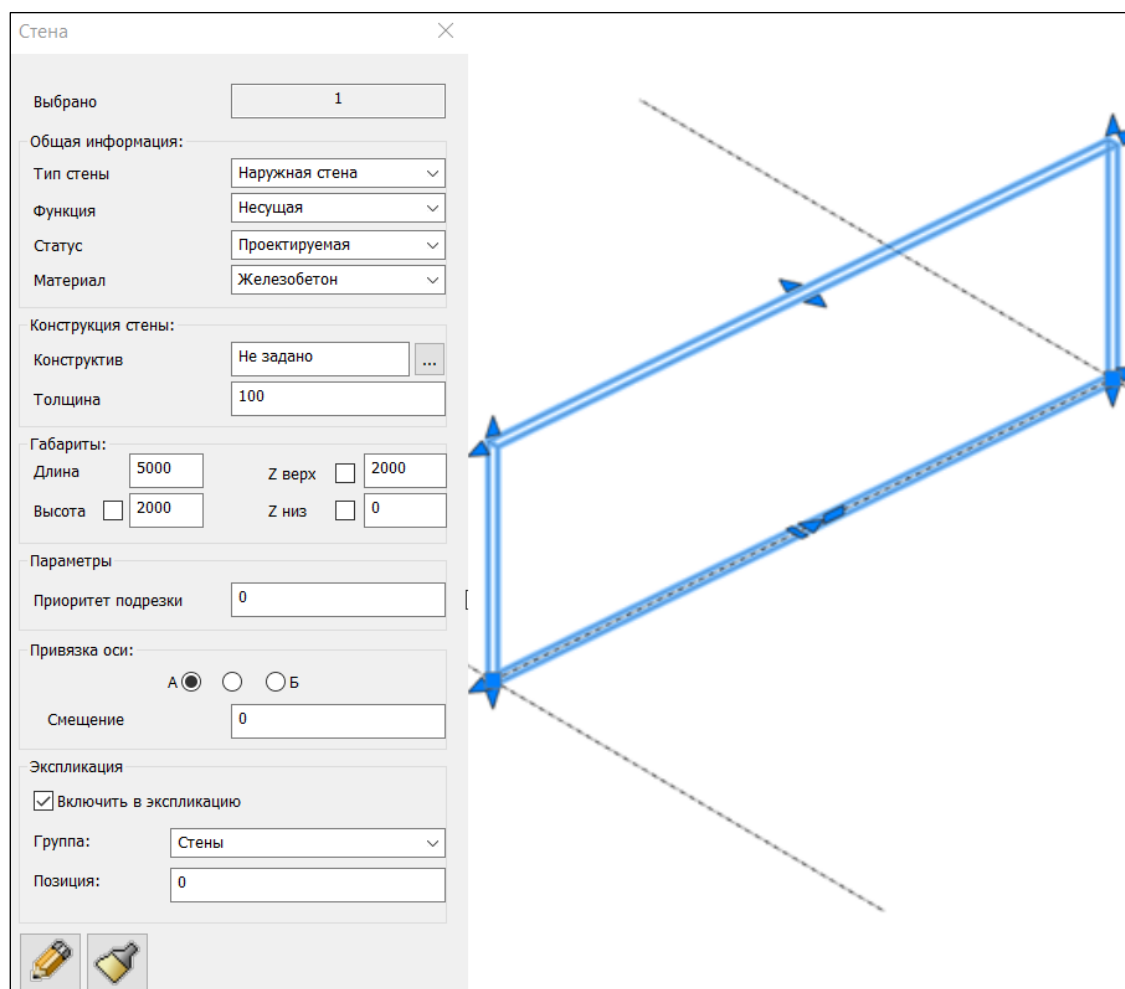 Стена
Выбрано 1
Общая информация:
Тип стены Наружная стена
Функция Несущая
Статус Проектируемая
Материал Железобетон
Конструкция стены:
Конструктив Не задано ...
Толщина 100
Габариты:
Длина 5000 Z верх 2000
Высота 2000 Z низ 0
Параметры
Приоритет подрезки 0
Привязка оси:
А Б
Смещение 0
Экспликация
Включить в экспликацию
Группа: Стены
Позиция: 0